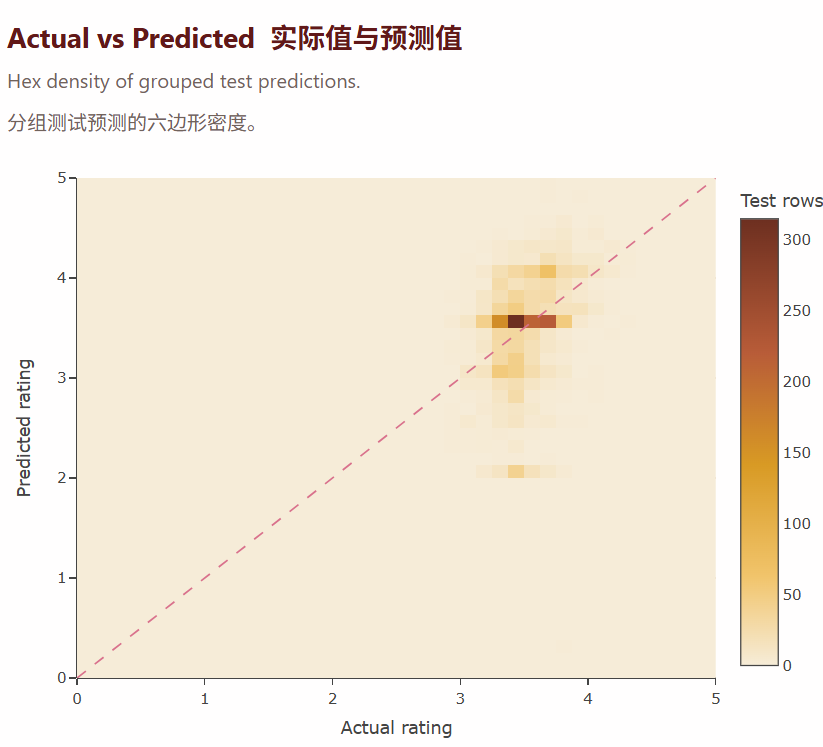 Actual vs Predicted 实际值与预测值
Hex density of grouped test predictions.
分组测试预测的六边形密度。
Test rows
300
250
200
150
100
50
0
5
4
3
2
1
0
Predicted rating
0 1 2 3 4 5
Actual rating